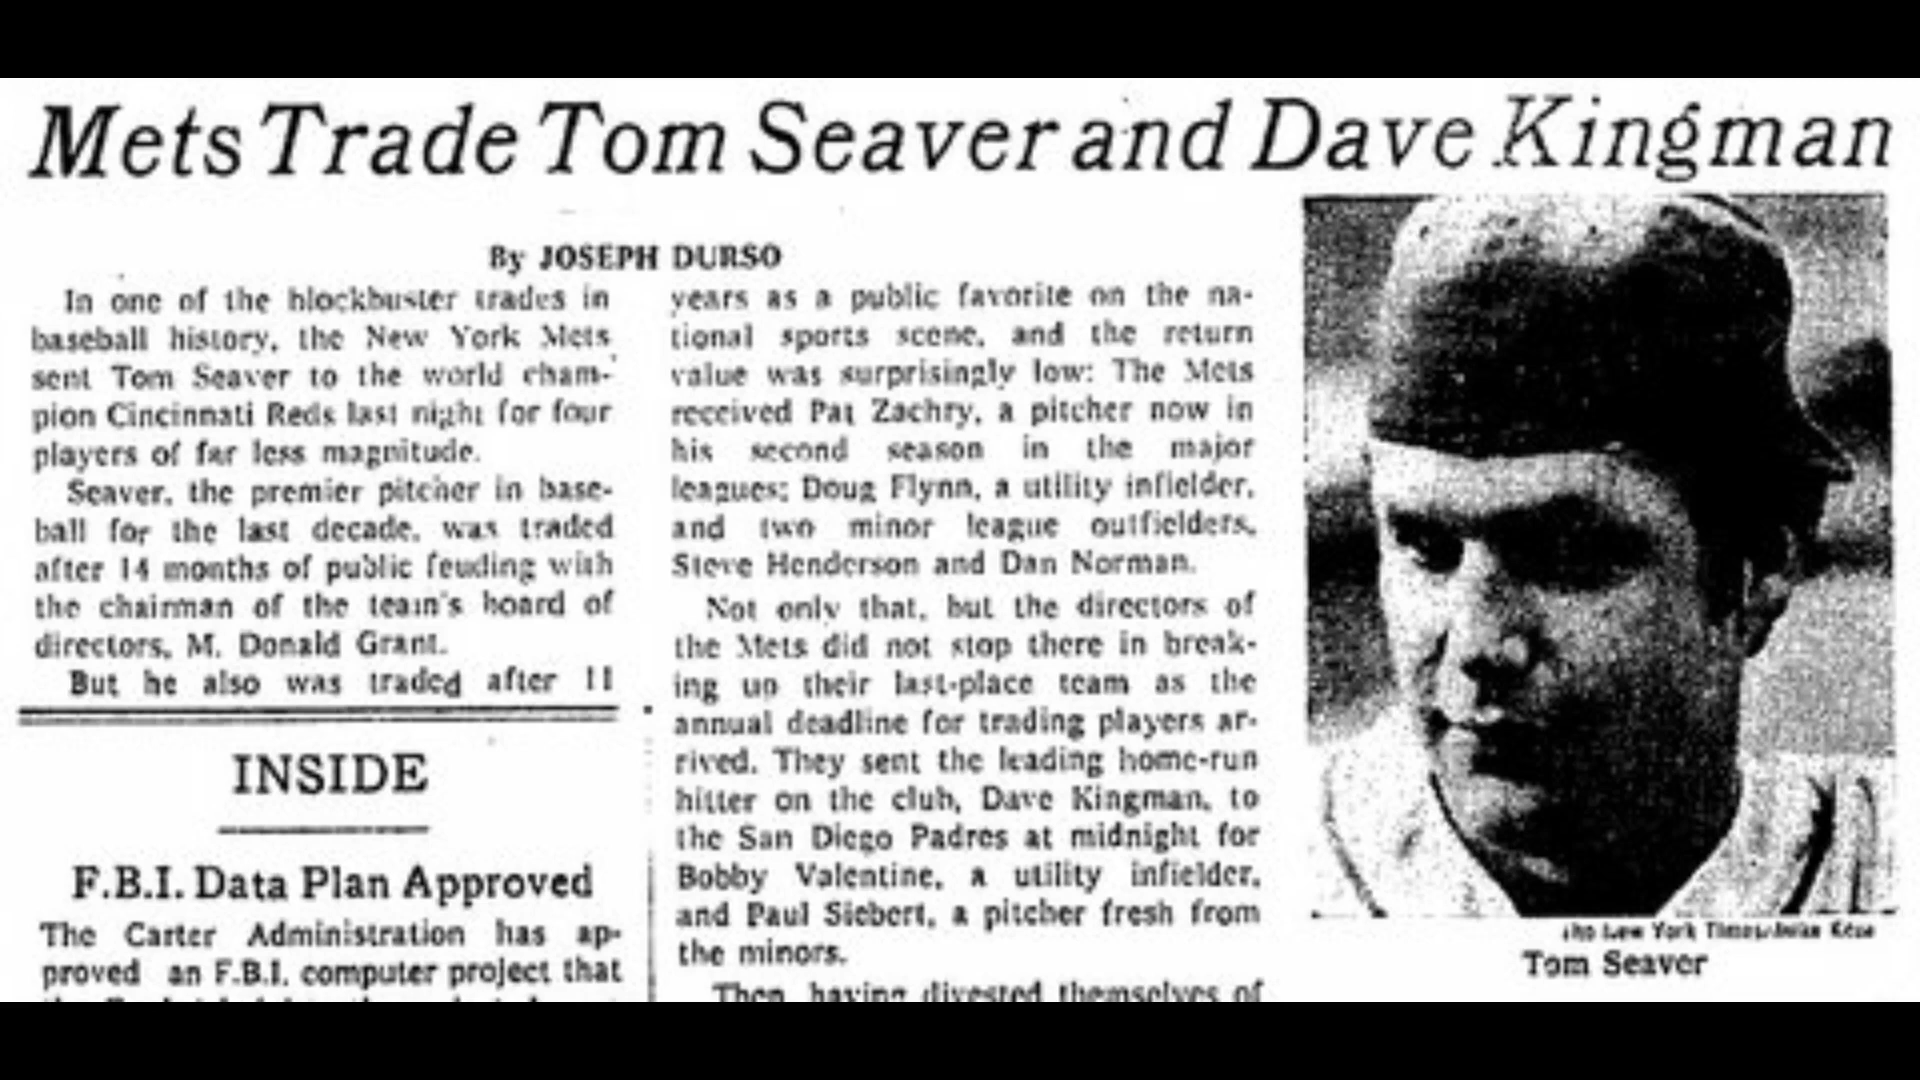 Mets Trade Tom Seaver and Dave Kingman
By JOSEPH DURSO
In one of the blockbuster trades in
baseball history, the New York Mets
sent Tom Seaver to the world cham-
pion Cincinnati Reds last night for four
players of far less magnitude.
Seaver, the premier pitcher in base-
ball for the last decade, was traded
after 14 months of public feuding with
the chairman of the team's board of
directors, M. Donald Grant.
But he also was traded after 11
years as a public favorite on the na-
tional sports scene, and the return
value was surprisingly low: The Mets
received Pat Zachry, a pitcher now in
his second season in the major
leagues; Doug Flynn, a utility infielder,
and two minor league outfielders,
Steve Henderson and Dan Norman.
Not only that, but the directors of
the Mets did not stop there in break-
ing up their last-place team as the
annual deadline for trading players ar-
rived. They sent the leading home-run
hitter on the club, Dave Kingman, to
the San Diego Padres at midnight for
Bobby Valentine, a utility infielder,
and Paul Siebert, a pitcher fresh from
the minors.
Then, having divested themselves of
INSIDE
F.B.I. Data Plan Approved
The Carter Administration has ap-
proved an F.B.I. computer project that
The New York Times
Tom Seaver